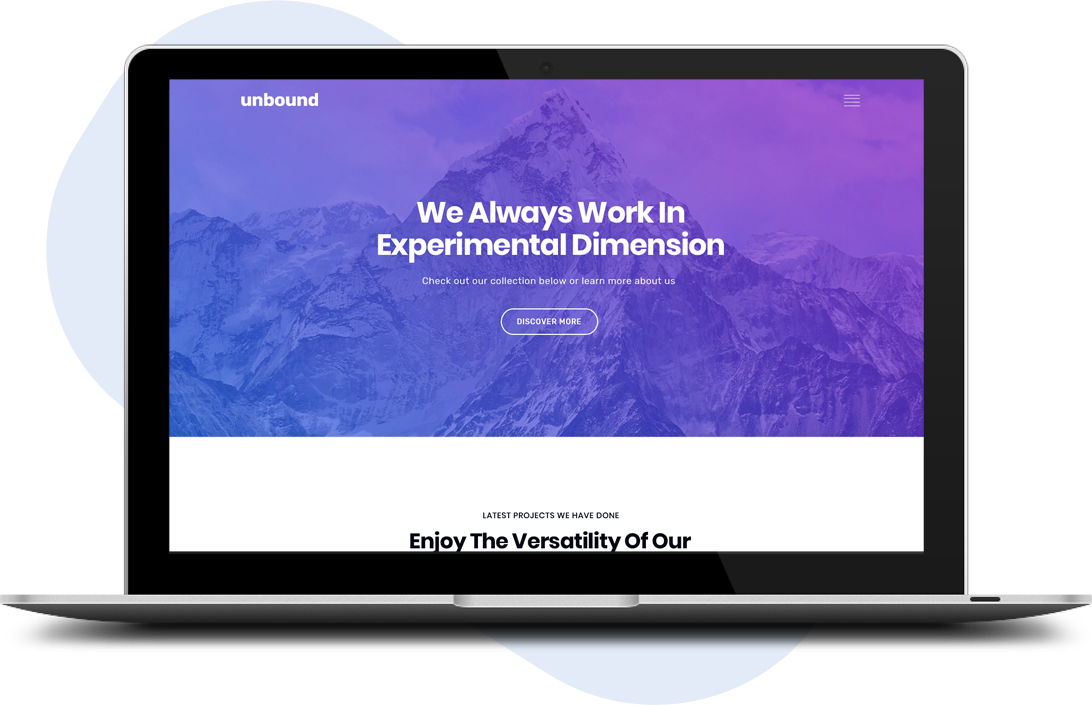 unbound
We Always Work In
Experimental Dimension
Check out our collection below or learn more about us
DISCOVER MORE
LATEST PROJECTS WE HAVE DONE
Enjoy The Versatility Of Our